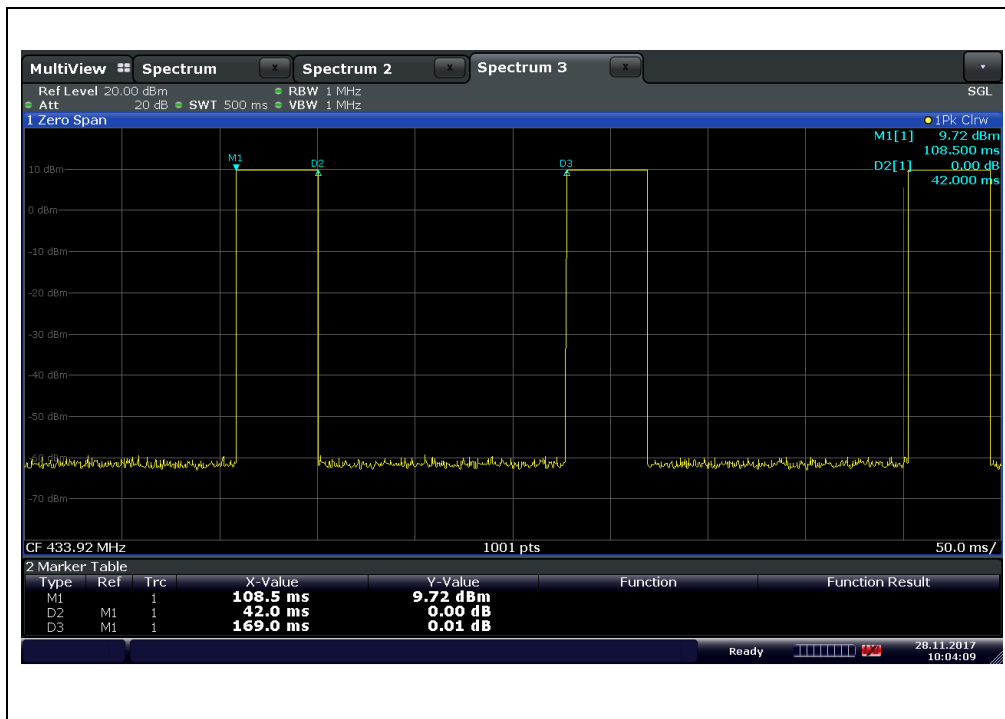 MultiView Spectrum x Spectrum 2 x Spectrum 3 x
Ref Level 20.00 dBm RBW 1 MHz SGL
Att 20 dB SWT 500 ms VBW 1 MHz
1 Zero Span 1Pk Clrw
M1[1] 9.72 dBm
108.500 ms
D2[1] 0.00 dB
42.000 ms
M1 D2 D3
10 dBm
0 dBm
-10 dBm
-20 dBm
-30 dBm
-40 dBm
-50 dBm
-60 dBm
-70 dBm
CF 433.92 MHz 1001 pts 50.0 ms/
2 Marker Table
Type Ref Trc X-Value Y-Value Function Function Result
M1 1 108.5 ms 9.72 dBm
D2 M1 1 42.0 ms 0.00 dB
D3 M1 1 169.0 ms 0.01 dB
Ready 28.11.2017
10:04:09